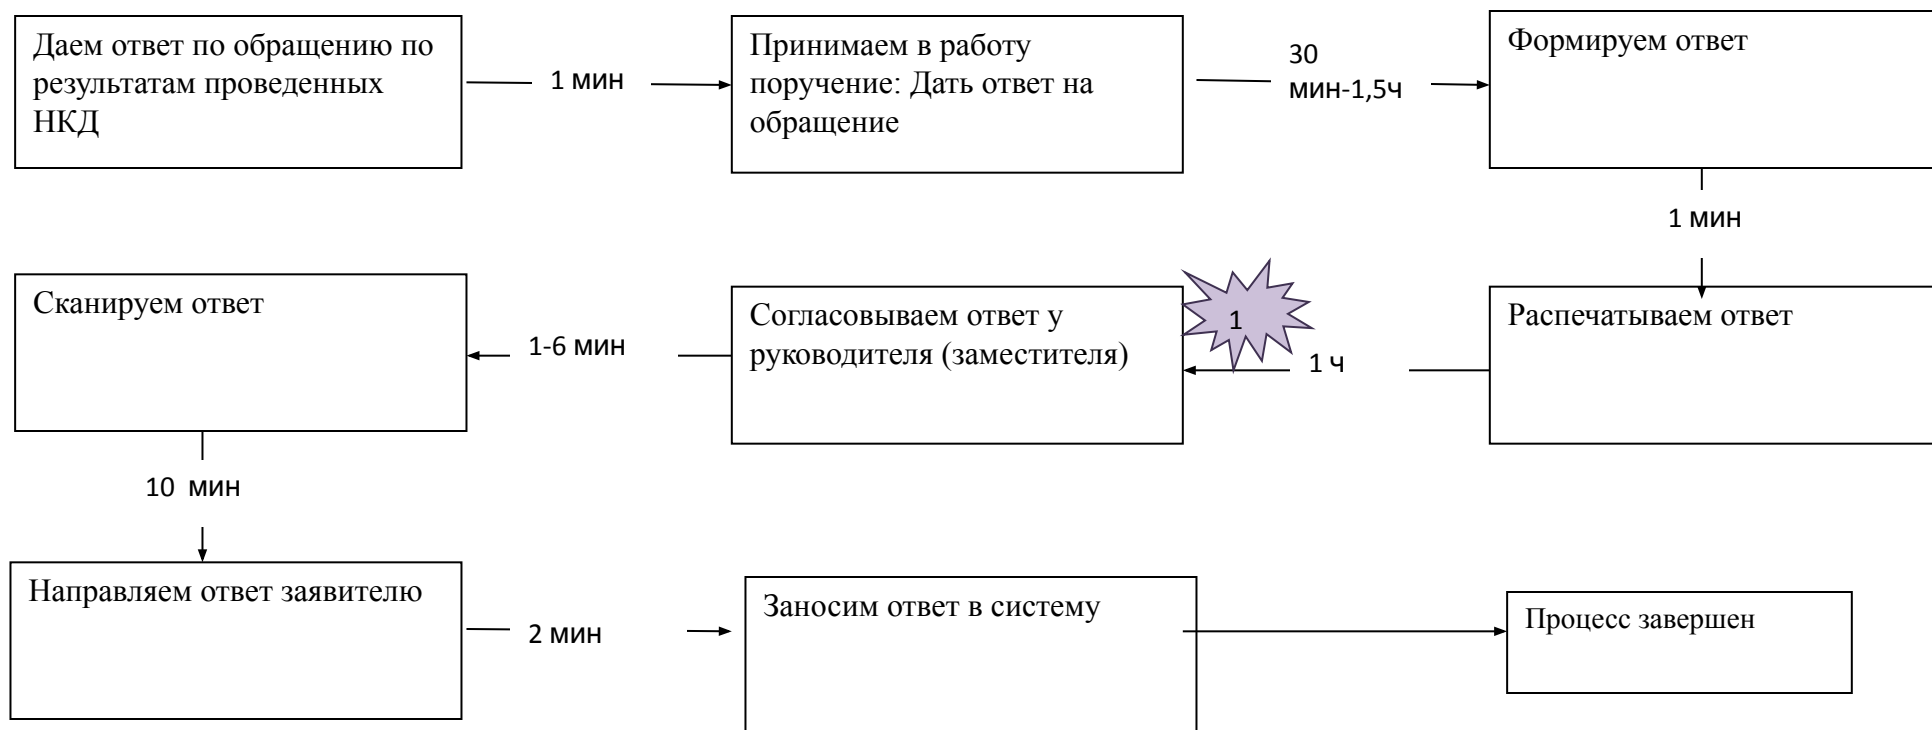 Даем ответ по обращению по
результатам проведенных
НКД
1 мин
Принимаем в работу
поручение: Дать ответ на
обращение
30
мин-1,5ч
Формируем ответ
1 мин
Сканируем ответ
1-6 мин
Согласовываем ответ у
руководителя (заместителя)
1
1 ч
Распечатываем ответ
10 мин
Направляем ответ заявителю
2 мин
Заносим ответ в систему
Процесс завершен